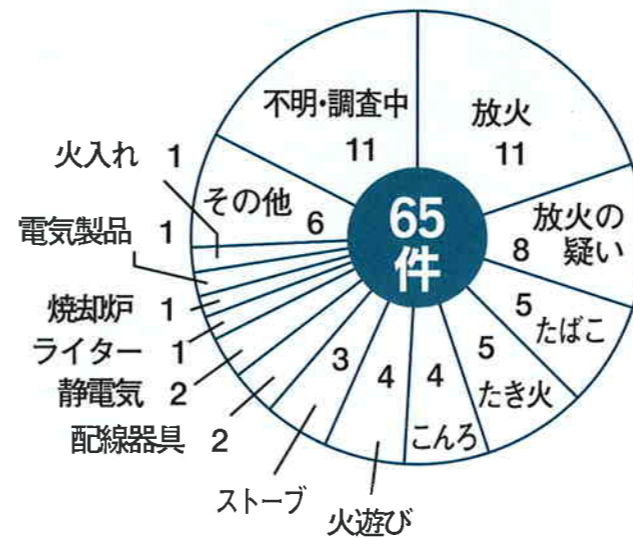 65
件
放火
11
放火の
疑い
8
たばこ
5
たき火
5
こんろ
4
火遊び
4
ストーブ
3
配線器具 2
静電気 2
ライター 1
焼却炉 1
電気製品 1
火入れ 1
その他 6
不明・調査中
11